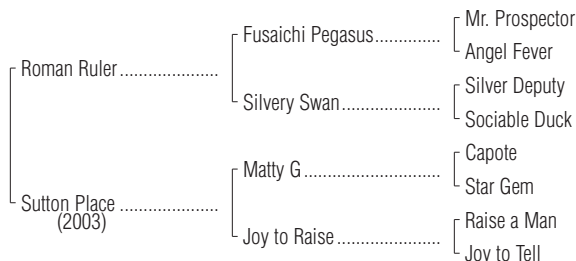 Mr. Prospector
Fusaichi Pegasus..............
Angel Fever
Roman Ruler.....................
Silver Deputy
Silvery Swan.....................
Sociable Duck
Capote
Matty G.............................
Star Gem
Sutton Place.....................
(2003)
Raise a Man
Joy to Raise......................
Joy to Tell